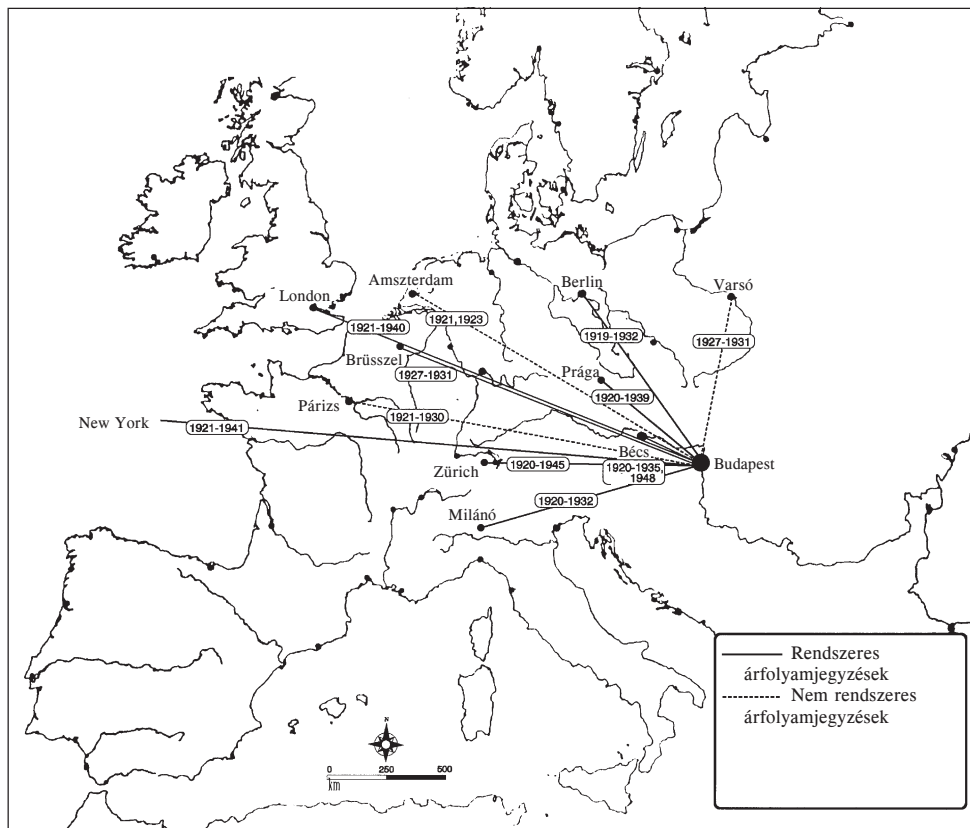 Amszterdam
Berlin
Varsó
London
1921,1923
1921-1940
1919-1932
1927-1931
Brüsszel
1927-1931
Prága
1920-1939
Párizs
1921-1930
New York
1921-1941
Bécs
Budapest
Zürich
1920-1945
1920-1935,
1948
1920-1932
Milánó
Rendszeres
árfolyamjegyzések
Nem rendszeres
árfolyamjegyzések
N
0 250 500
km